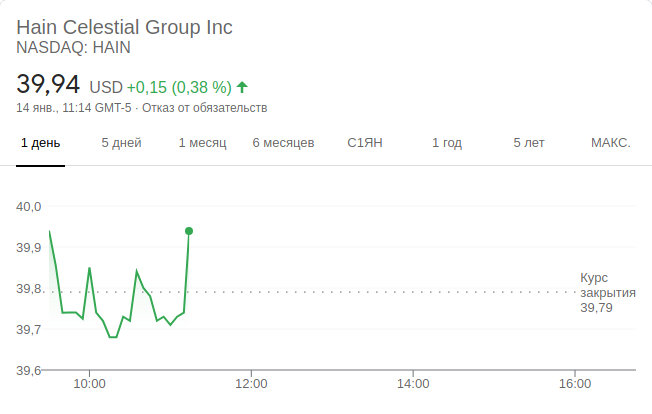 Hain Celestial Group Inc
NASDAQ: HAIN
39,94 USD +0,15 (0,38 %)
14 янв., 11:14 GMT-5 · Отказ от обязательств
1 день 5 дней 1 месяц 6 месяцев С1ЯН 1 год 5 лет МАКС.
40,0
39,9
39,8
39,7
39,6
Курс
закрытия
39,79
10:00 12:00 14:00 16:00